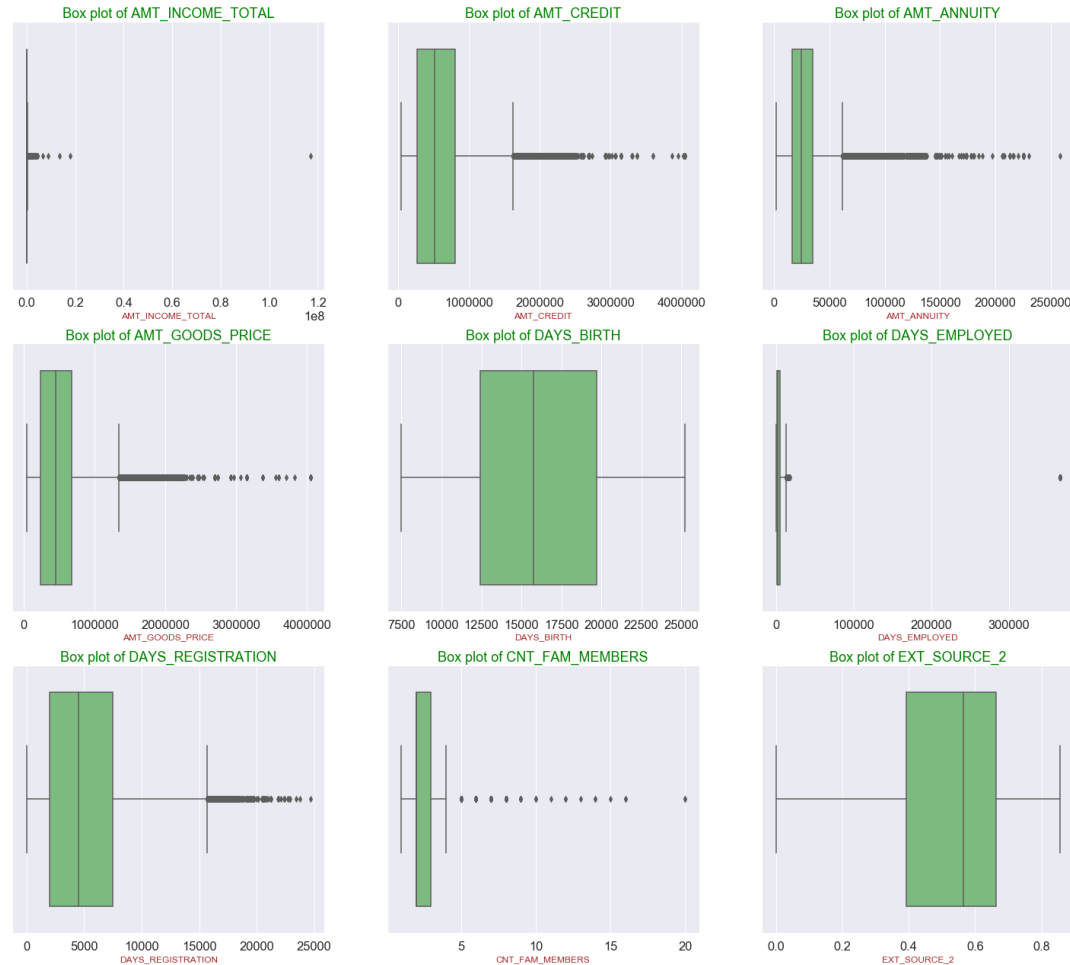 Box plot of AMT_INCOME_TOTAL
0.0 0.2 0.4 0.6 0.8 1.0 1.2
1e8
AMT_INCOME_TOTAL
Box plot of AMT_CREDIT
0 1000000 2000000 3000000 4000000
AMT_CREDIT
Box plot of AMT_ANNUITY
0 50000 100000 150000 200000 250000
AMT_ANNUITY
Box plot of AMT_GOODS_PRICE
0 1000000 2000000 3000000 4000000
AMT_GOODS_PRICE
Box plot of DAYS_BIRTH
7500 10000 12500 15000 17500 20000 22500 25000
DAYS_BIRTH
Box plot of DAYS_EMPLOYED
0 100000 200000 300000
DAYS_EMPLOYED
Box plot of DAYS_REGISTRATION
0 5000 10000 15000 20000 25000
DAYS_REGISTRATION
Box plot of CNT_FAM_MEMBERS
5 10 15 20
CNT_FAM_MEMBERS
Box plot of EXT_SOURCE_2
0.0 0.2 0.4 0.6 0.8
EXT_SOURCE_2